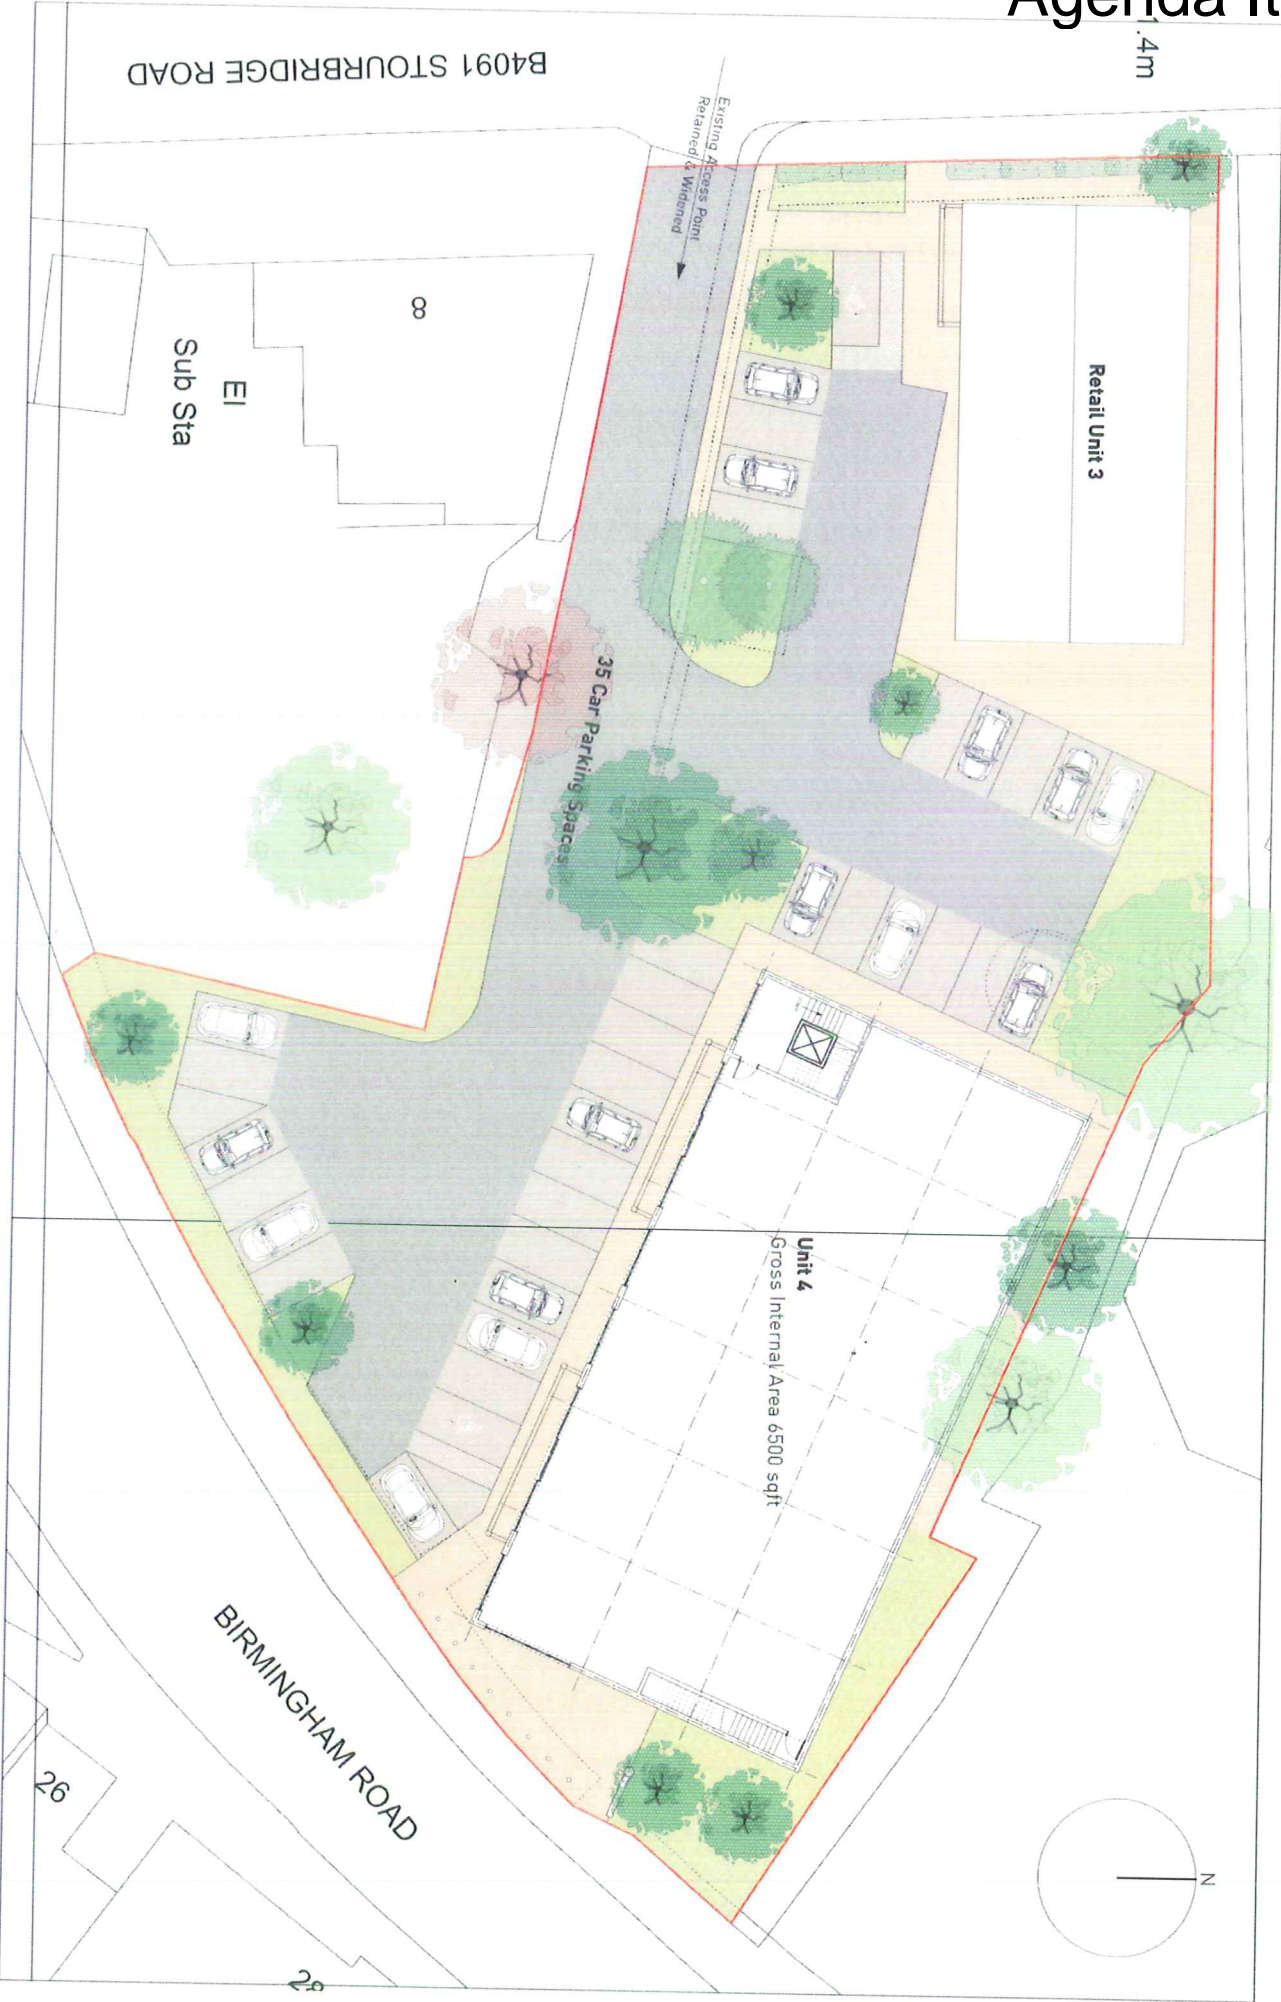 Agenda It
B4091 STOURBRIDGE ROAD
1.4m
Existing Access Point
Retained & Widened
8
El
Sub Sta
Retail Unit 3
35 Car Parking Spaces
Unit 4
Gross Internal Area 6500 sqft
BIRMINGHAM ROAD
26
28
N